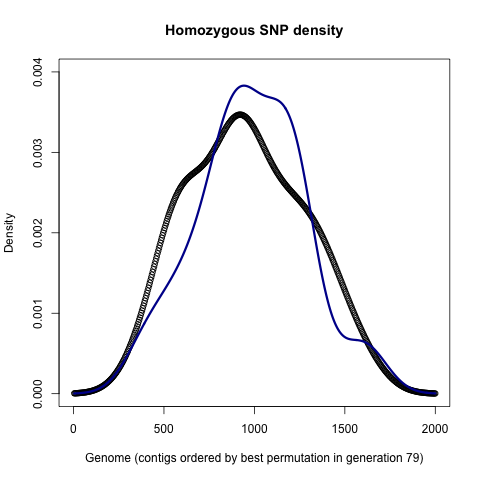 Homozygous SNP density
Density
0.004
0.003
0.002
0.001
0.000
0 500 1000 1500 2000
Genome (contigs ordered by best permutation in generation 79)